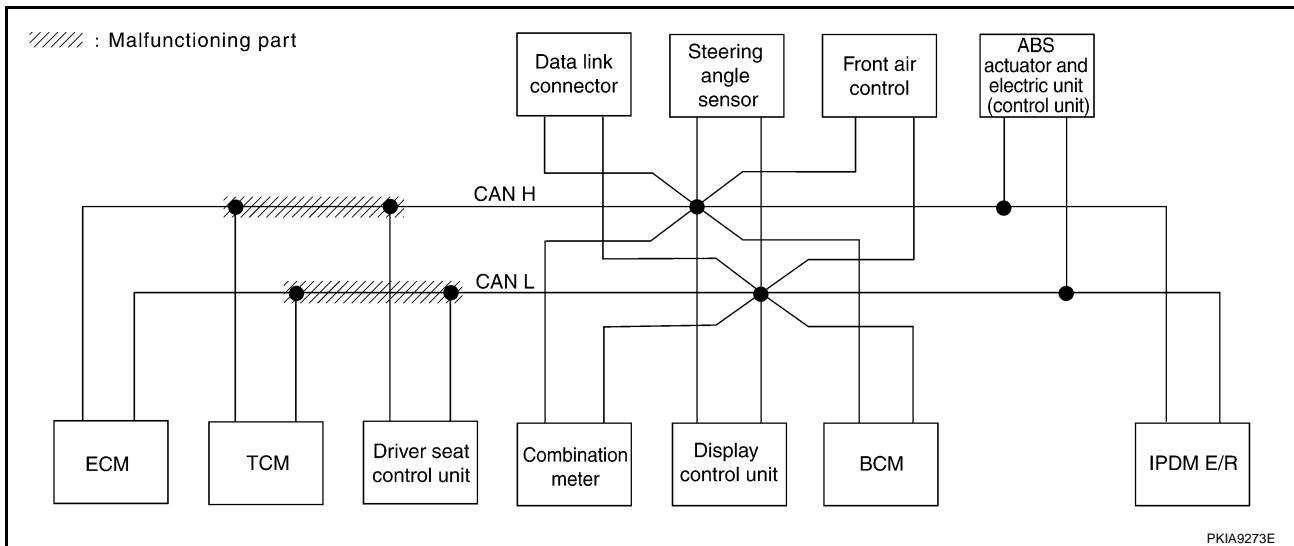 : Malfunctioning part
Data link
connector
Steering
angle
sensor
Front air
control
ABS
actuator and
electric unit
(control unit)
CAN H
CAN L
ECM
TCM
Driver seat
control unit
Combination
meter
Display
control unit
BCM
IPDM E/R
PKIA9273E